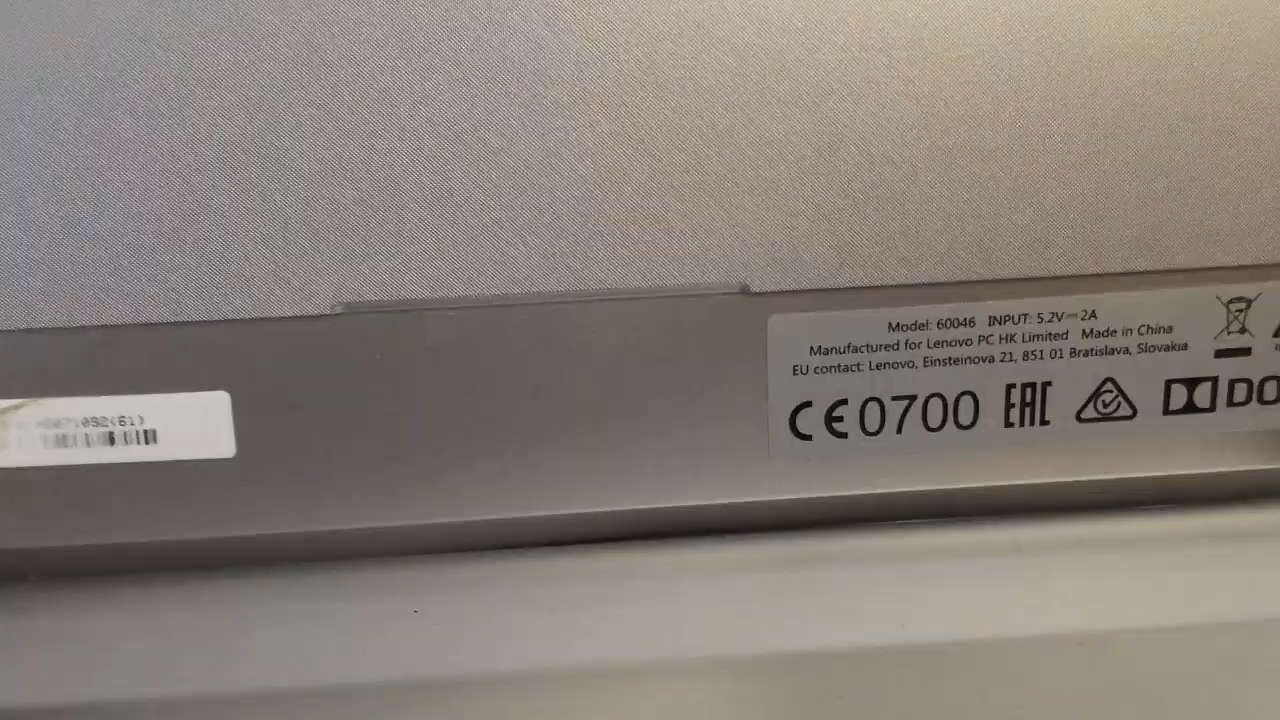 Model: 60046 INPUT: 5.2V⎓2A
Manufactured for Lenovo PC HK Limited Made in China
EU contact: Lenovo, Einsteinova 21, 851 01 Bratislava, Slovakia
CE0700 EAC DO